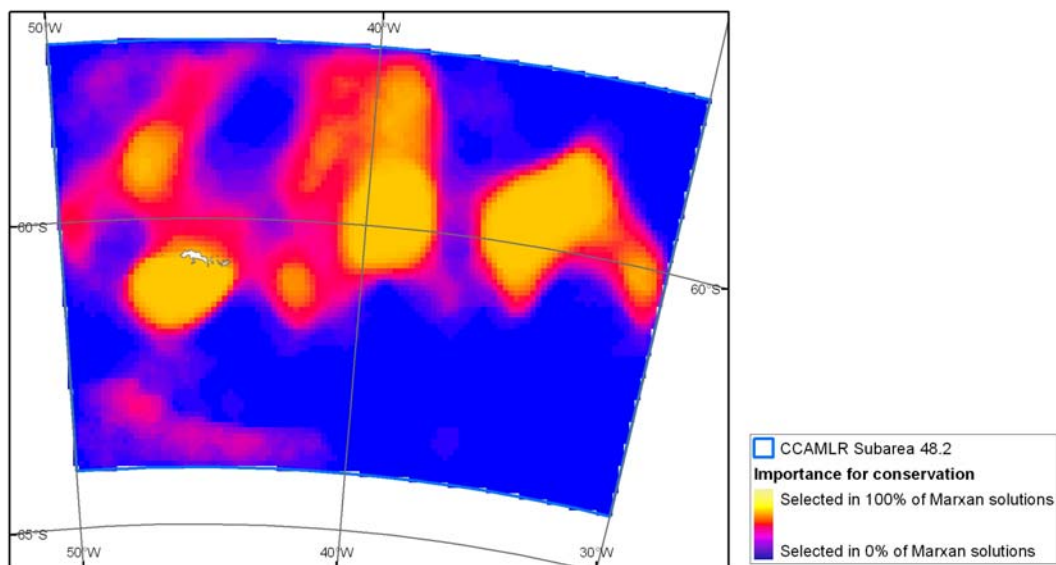 50°W
40°W
60°S
60°S
65°S
50°W
40°W
30°W
CCAMLR Subarea 48.2
Importance for conservation
Selected in 100% of Marxan solutions
Selected in 0% of Marxan solutions